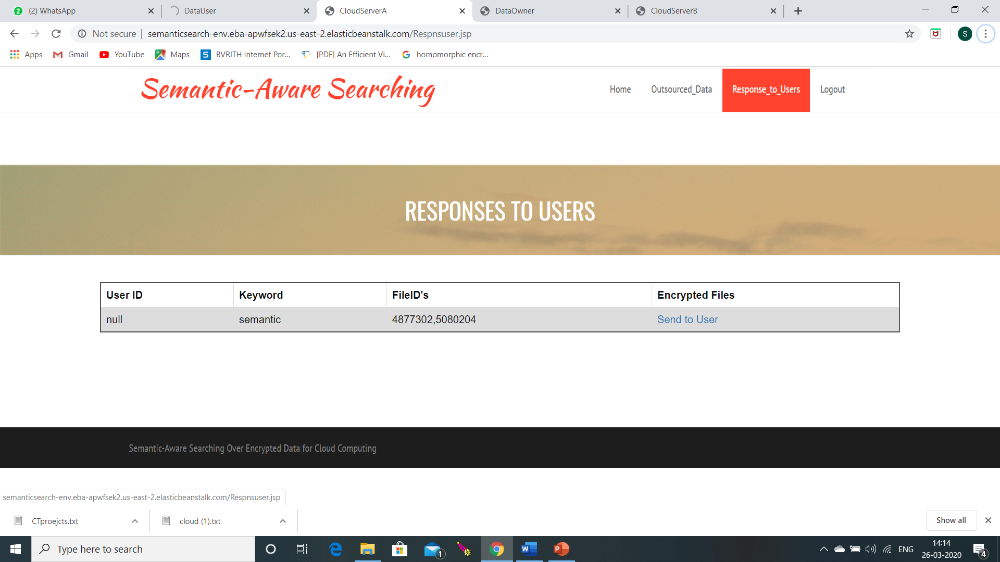 (2) WhatsApp
DataUser
CloudServerA
DataOwner
CloudServerB
Not secure
semanticsearch-env.eba-apwfsek2.us-east-2.elasticbeanstalk.com/Respnsuser.jsp
S
Apps
Gmail
YouTube
Maps
BVRITH Internet Por...
[PDF] An Efficient Vi...
homomorphic encr...
Semantic-Aware Searching
Home
Outsourced_Data
Response_to_Users
Logout
RESPONSES TO USERS
User ID Keyword FileID's Encrypted Files
null semantic 4877302,5080204 Send to User
Semantic-Aware Searching Over Encrypted Data for Cloud Computing
semanticsearch-env.eba-apwfsek2.us-east-2.elasticbeanstalk.com/Respnsuser.jsp
CTproejcts.txt
cloud (1).txt
Show all
Type here to search
1
ENG
14:14
26-03-2020
4